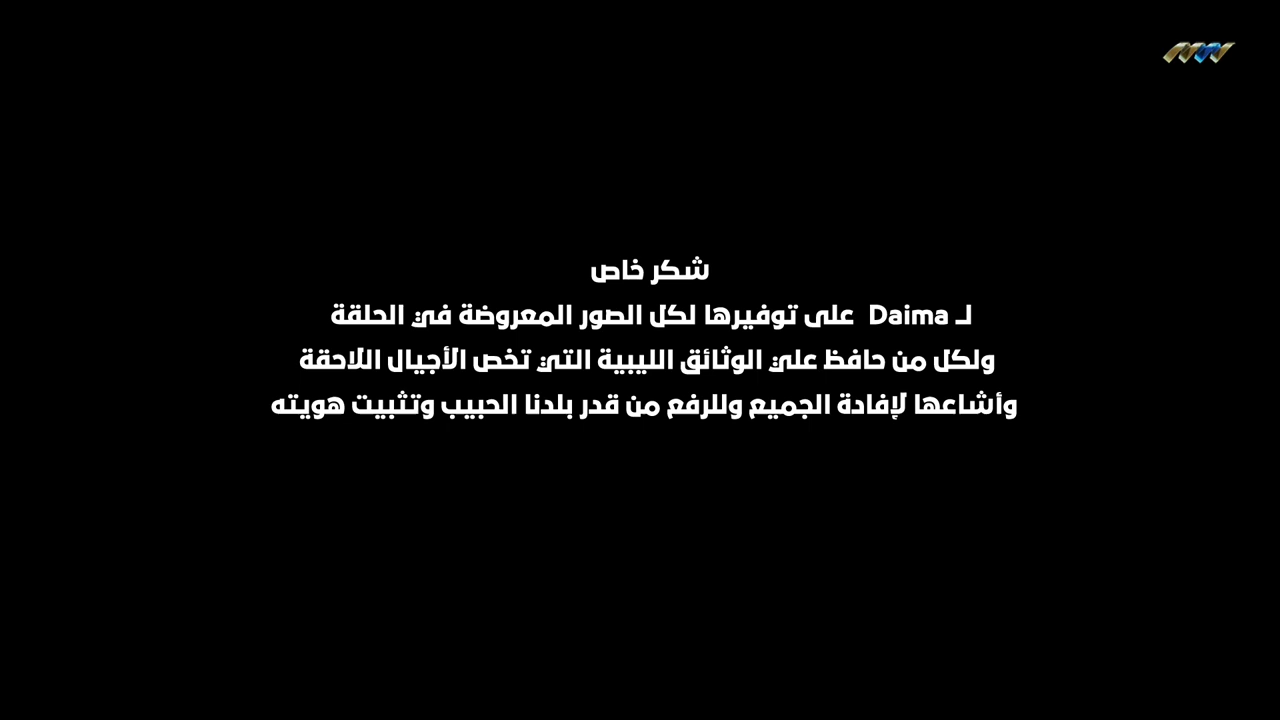 شكر خاص
لـ Daima على توفيرها لكل الصور المعروضة في الحلقة
ولكل من حافظ علي الوثائق الليبية التي تخص الأجيال اللاحقة
وأشاعها لإفادة الجميع وللرفع من قدر بلدنا الحبيب وتثبيت هويته